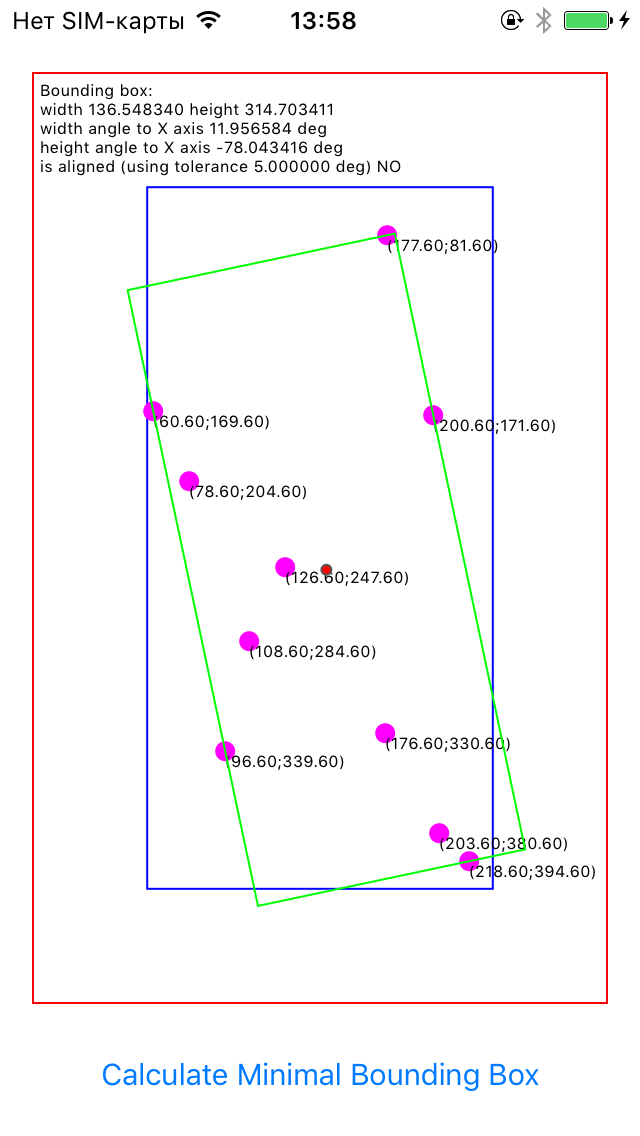 Нет SIM-карты 13:58
Bounding box:
width 136.548340 height 314.703411
width angle to X axis 11.956584 deg
height angle to X axis -78.043416 deg
is aligned (using tolerance 5.000000 deg) NO
(177.60;81.60)
(60.60;169.60)
(200.60;171.60)
(78.60;204.60)
(126.60;247.60)
(108.60;284.60)
(176.60;330.60)
(96.60;339.60)
(203.60;380.60)
(218.60;394.60)
Calculate Minimal Bounding Box